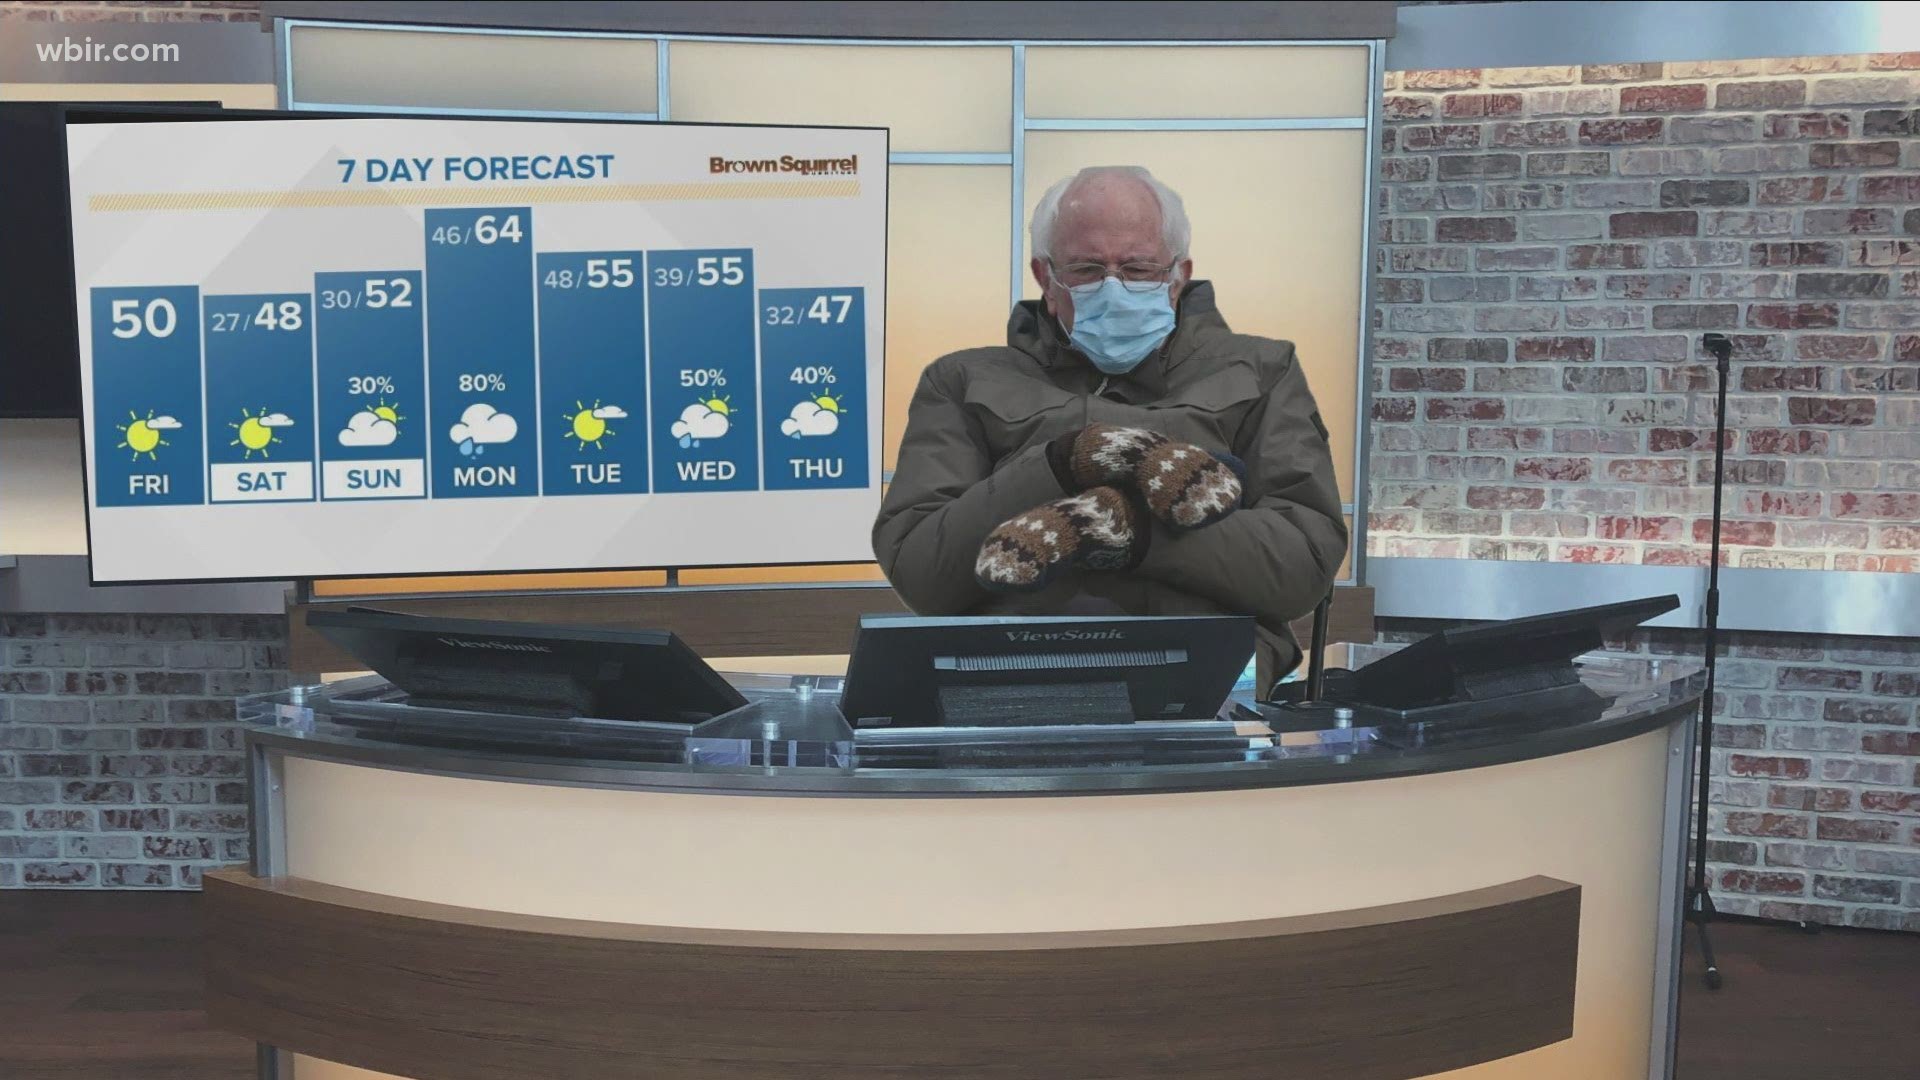 wbir.com
7 DAY FORECAST
Brown Squirrel
FURNITURE
50
27/48
30/52
46/64
48/55
39/55
32/47
30%
80%
50%
40%
FRI
SAT
SUN
MON
TUE
WED
THU
ViewSonic
ViewSonic